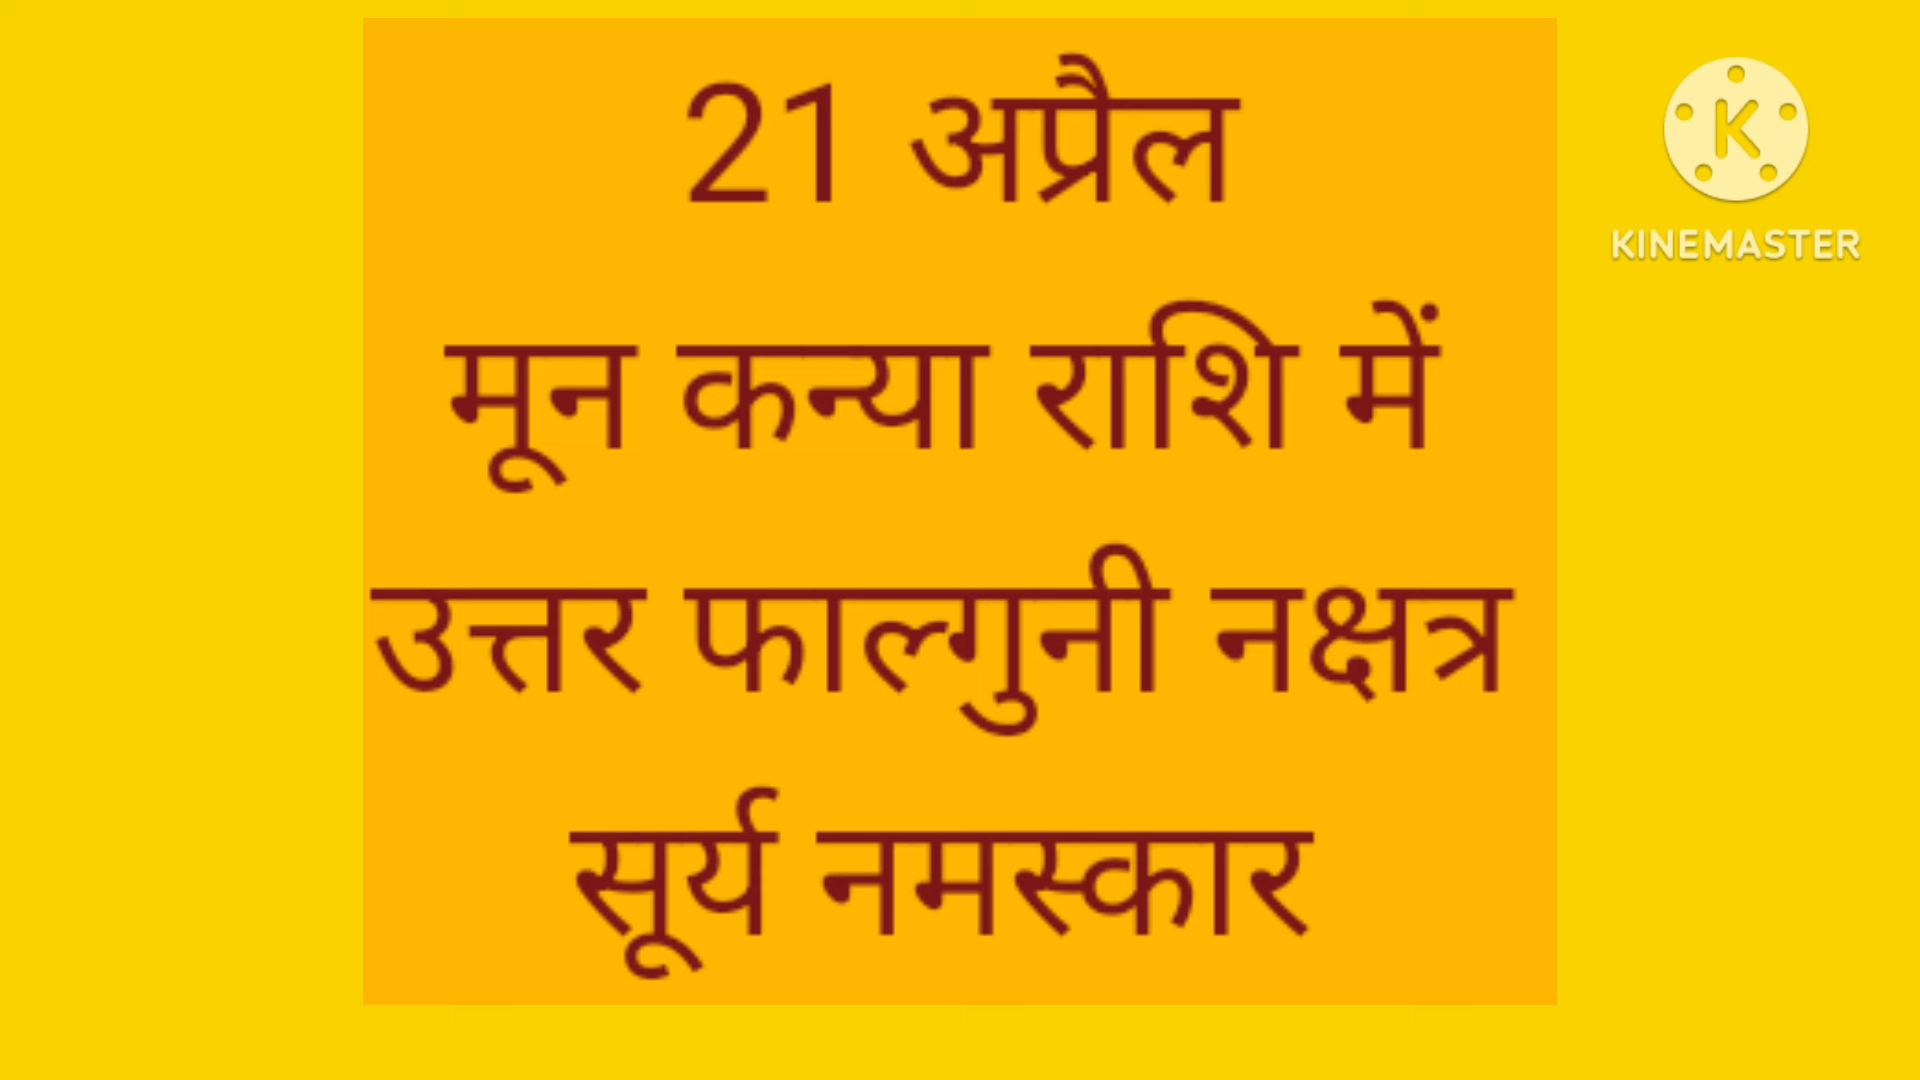 21 अप्रैल
मून कन्या राशि में
उत्तर फाल्गुनी नक्षत्र
सूर्य नमस्कार
K
KINEMASTER